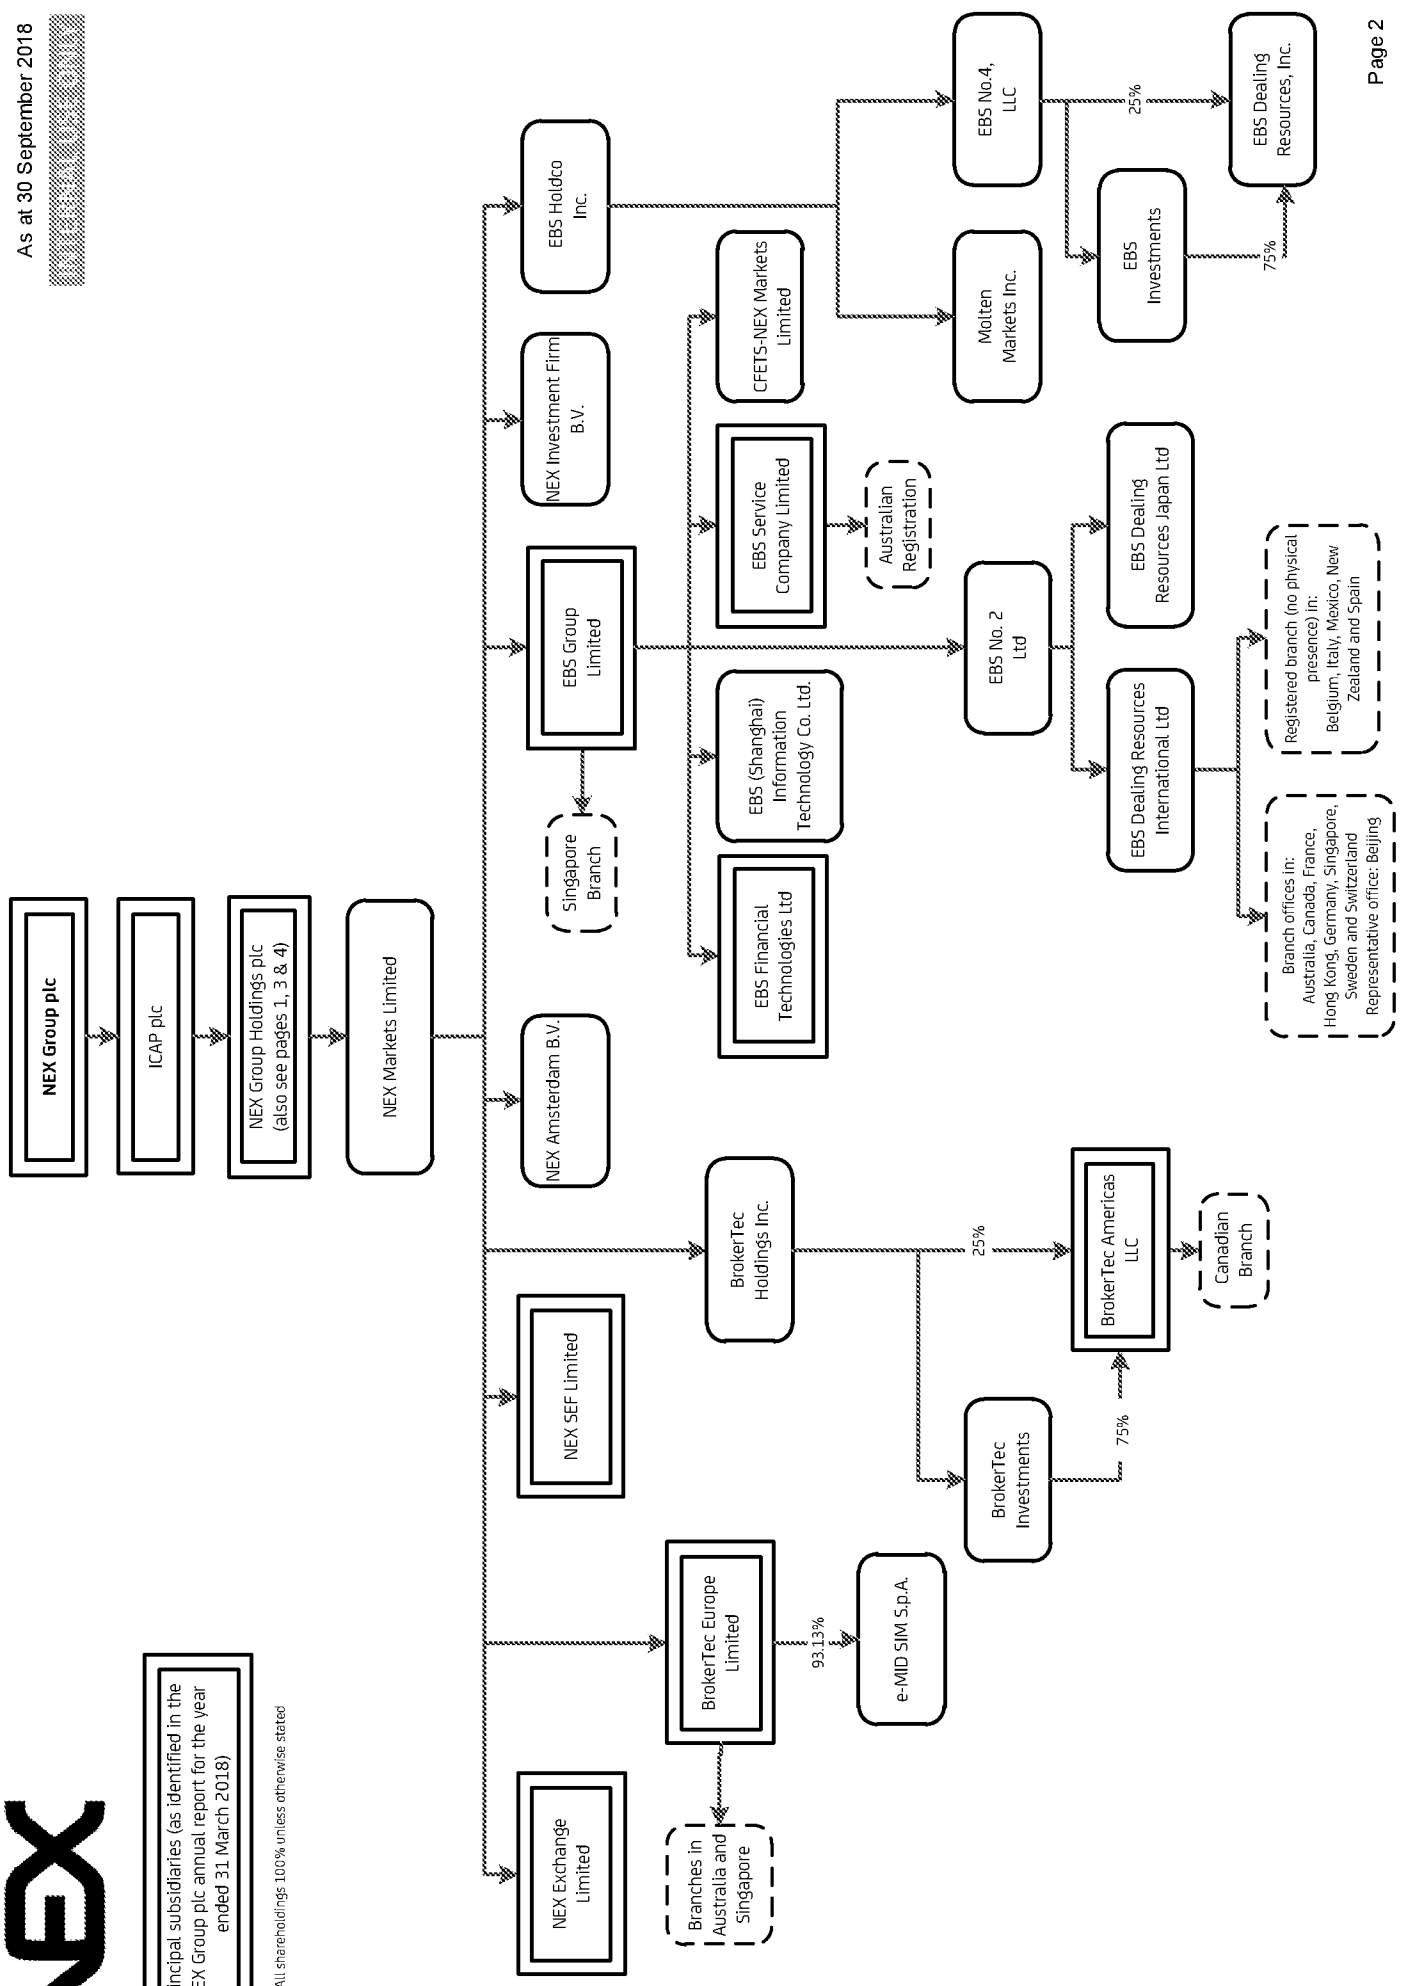 As at 30 September 2018
NEX
incipal subsidiaries (as identified in the
EX Group plc annual report for the year
ended 31 March 2018)
All shareholdings 100% unless otherwise stated
NEX Group plc
ICAP plc
NEX Group Holdings plc
(also see pages 1, 3 & 4)
NEX Markets Limited
NEX Exchange
Limited
NEX SEF Limited
NEX Amsterdam B.V.
EBS Group
Limited
NEX Investment Firm
B.V.
EBS Holdco
Inc.
Singapore
Branch
BrokerTec Europe
Limited
Branches in
Australia and
Singapore
93.13%
e-MID SIM S.p.A.
BrokerTec
Holdings Inc.
25%
BrokerTec
Investments
75%
BrokerTec Americas
LLC
Canadian
Branch
EBS Financial
Technologies Ltd
EBS (Shanghai)
Information
Technology Co. Ltd.
EBS Service
Company Limited
CFETS-NEX Markets
Limited
Australian
Registration
EBS No. 2
Ltd
EBS Dealing Resources
International Ltd
EBS Dealing
Resources Japan Ltd
Branch offices in:
Australia, Canada, France,
Hong Kong, Germany, Singapore,
Sweden and Switzerland
Representative office: Beijing
Registered branch (no physical
presence) in:
Belgium, Italy, Mexico, New
Zealand and Spain
Molten
Markets Inc.
EBS No.4,
LLC
EBS
Investments
25%
75%
EBS Dealing
Resources, Inc.
Page 2